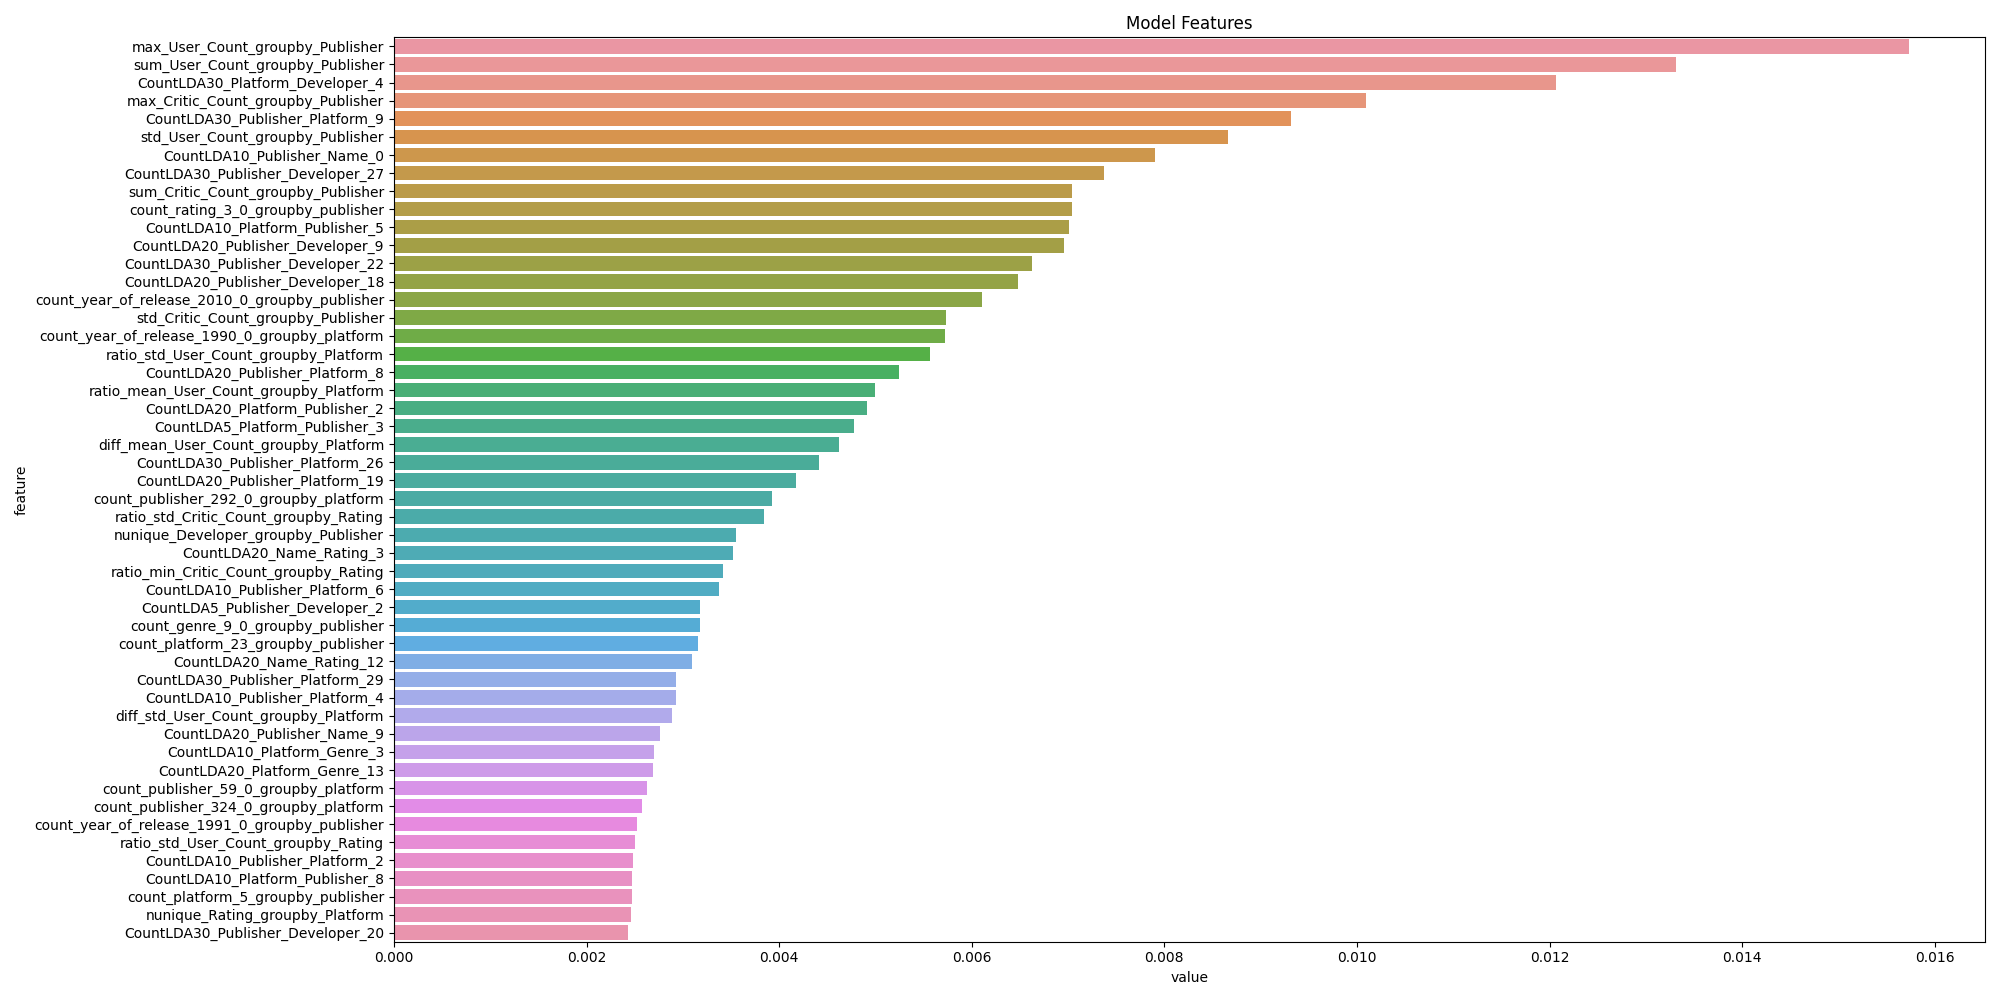 Model Features
max_User_Count_groupby_Publisher
sum_User_Count_groupby_Publisher
CountLDA30_Platform_Developer_4
max_Critic_Count_groupby_Publisher
CountLDA30_Publisher_Platform_9
std_User_Count_groupby_Publisher
CountLDA10_Publisher_Name_0
CountLDA30_Publisher_Developer_27
sum_Critic_Count_groupby_Publisher
count_rating_3_0_groupby_publisher
CountLDA10_Platform_Publisher_5
CountLDA20_Publisher_Developer_9
CountLDA30_Publisher_Developer_22
CountLDA20_Publisher_Developer_18
count_year_of_release_2010_0_groupby_publisher
std_Critic_Count_groupby_Publisher
count_year_of_release_1990_0_groupby_platform
ratio_std_User_Count_groupby_Platform
CountLDA20_Publisher_Platform_8
ratio_mean_User_Count_groupby_Platform
CountLDA20_Platform_Publisher_2
CountLDA5_Platform_Publisher_3
diff_mean_User_Count_groupby_Platform
CountLDA30_Publisher_Platform_26
CountLDA20_Publisher_Platform_19
count_publisher_292_0_groupby_platform
ratio_std_Critic_Count_groupby_Rating
nunique_Developer_groupby_Publisher
CountLDA20_Name_Rating_3
ratio_min_Critic_Count_groupby_Rating
CountLDA10_Publisher_Platform_6
CountLDA5_Publisher_Developer_2
count_genre_9_0_groupby_publisher
count_platform_23_groupby_publisher
CountLDA20_Name_Rating_12
CountLDA30_Publisher_Platform_29
CountLDA10_Publisher_Platform_4
diff_std_User_Count_groupby_Platform
CountLDA20_Publisher_Name_9
CountLDA10_Platform_Genre_3
CountLDA20_Platform_Genre_13
count_publisher_59_0_groupby_platform
count_publisher_324_0_groupby_platform
count_year_of_release_1991_0_groupby_publisher
ratio_std_User_Count_groupby_Rating
CountLDA10_Publisher_Platform_2
CountLDA10_Platform_Publisher_8
count_platform_5_groupby_publisher
nunique_Rating_groupby_Platform
CountLDA30_Publisher_Developer_20
feature
0.000 0.002 0.004 0.006 0.008 0.010 0.012 0.014 0.016
value